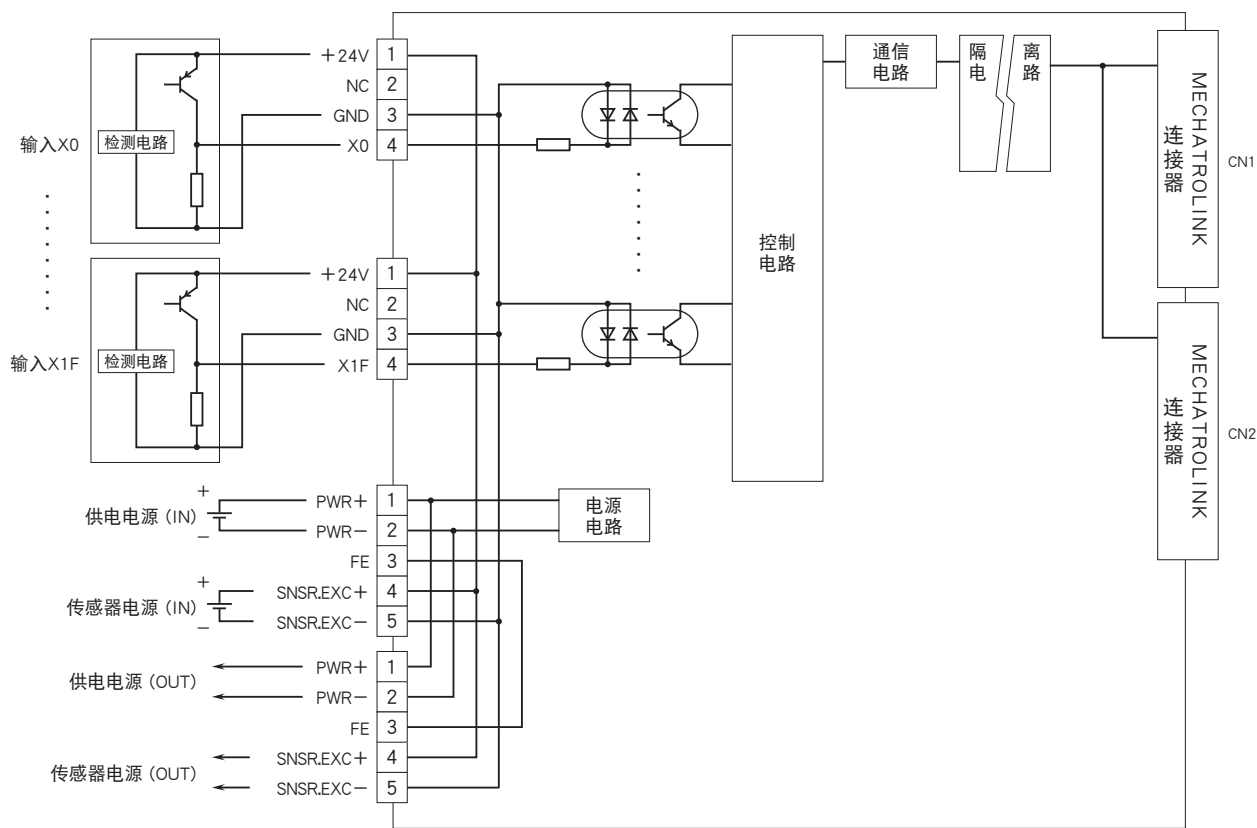 +24V
1
NC
2
GND
3
X0
4
输入X0
检测电路
+24V
1
NC
2
GND
3
X1F
4
输入X1F
检测电路
控制
电路
通信
电路
隔 离
电 路
MECHATROLINK
连接器
CN1
MECHATROLINK
连接器
CN2
供电电源 (IN)
+
−
PWR+
1
PWR−
2
FE
3
电源
电路
传感器电源 (IN)
+
−
SNSR.EXC+
4
SNSR.EXC−
5
供电电源 (OUT)
PWR+
1
PWR−
2
FE
3
传感器电源 (OUT)
SNSR.EXC+
4
SNSR.EXC−
5